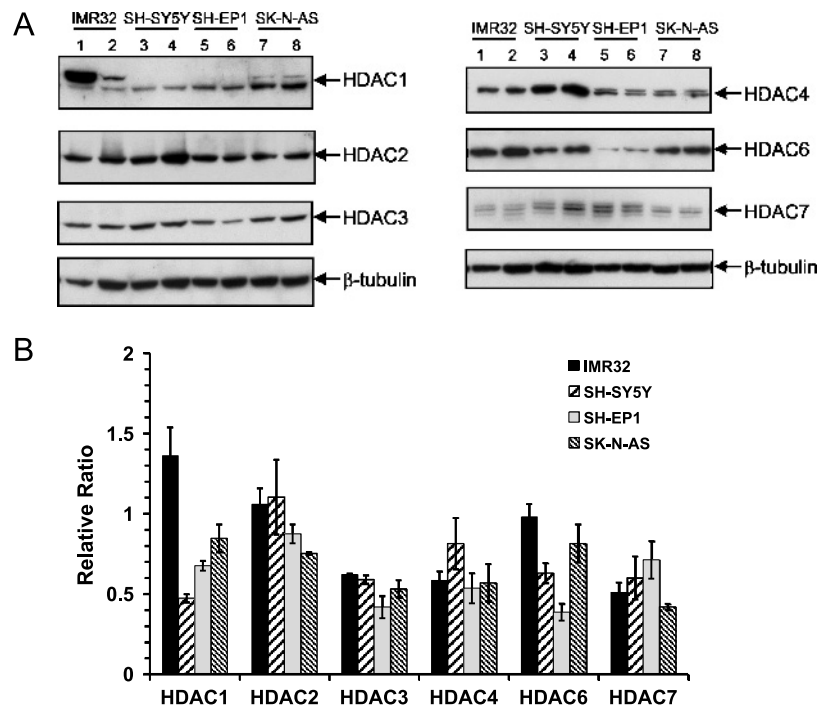 A
IMR32 SH-SY5Y SH-EP1 SK-N-AS
1 2 3 4 5 6 7 8
HDAC1
HDAC2
HDAC3
β-tubulin
IMR32 SH-SY5Y SH-EP1 SK-N-AS
1 2 3 4 5 6 7 8
HDAC4
HDAC6
HDAC7
β-tubulin
B
Relative Ratio
2
1.5
1
0.5
0
IMR32
SH-SY5Y
SH-EP1
SK-N-AS
HDAC1 HDAC2 HDAC3 HDAC4 HDAC6 HDAC7